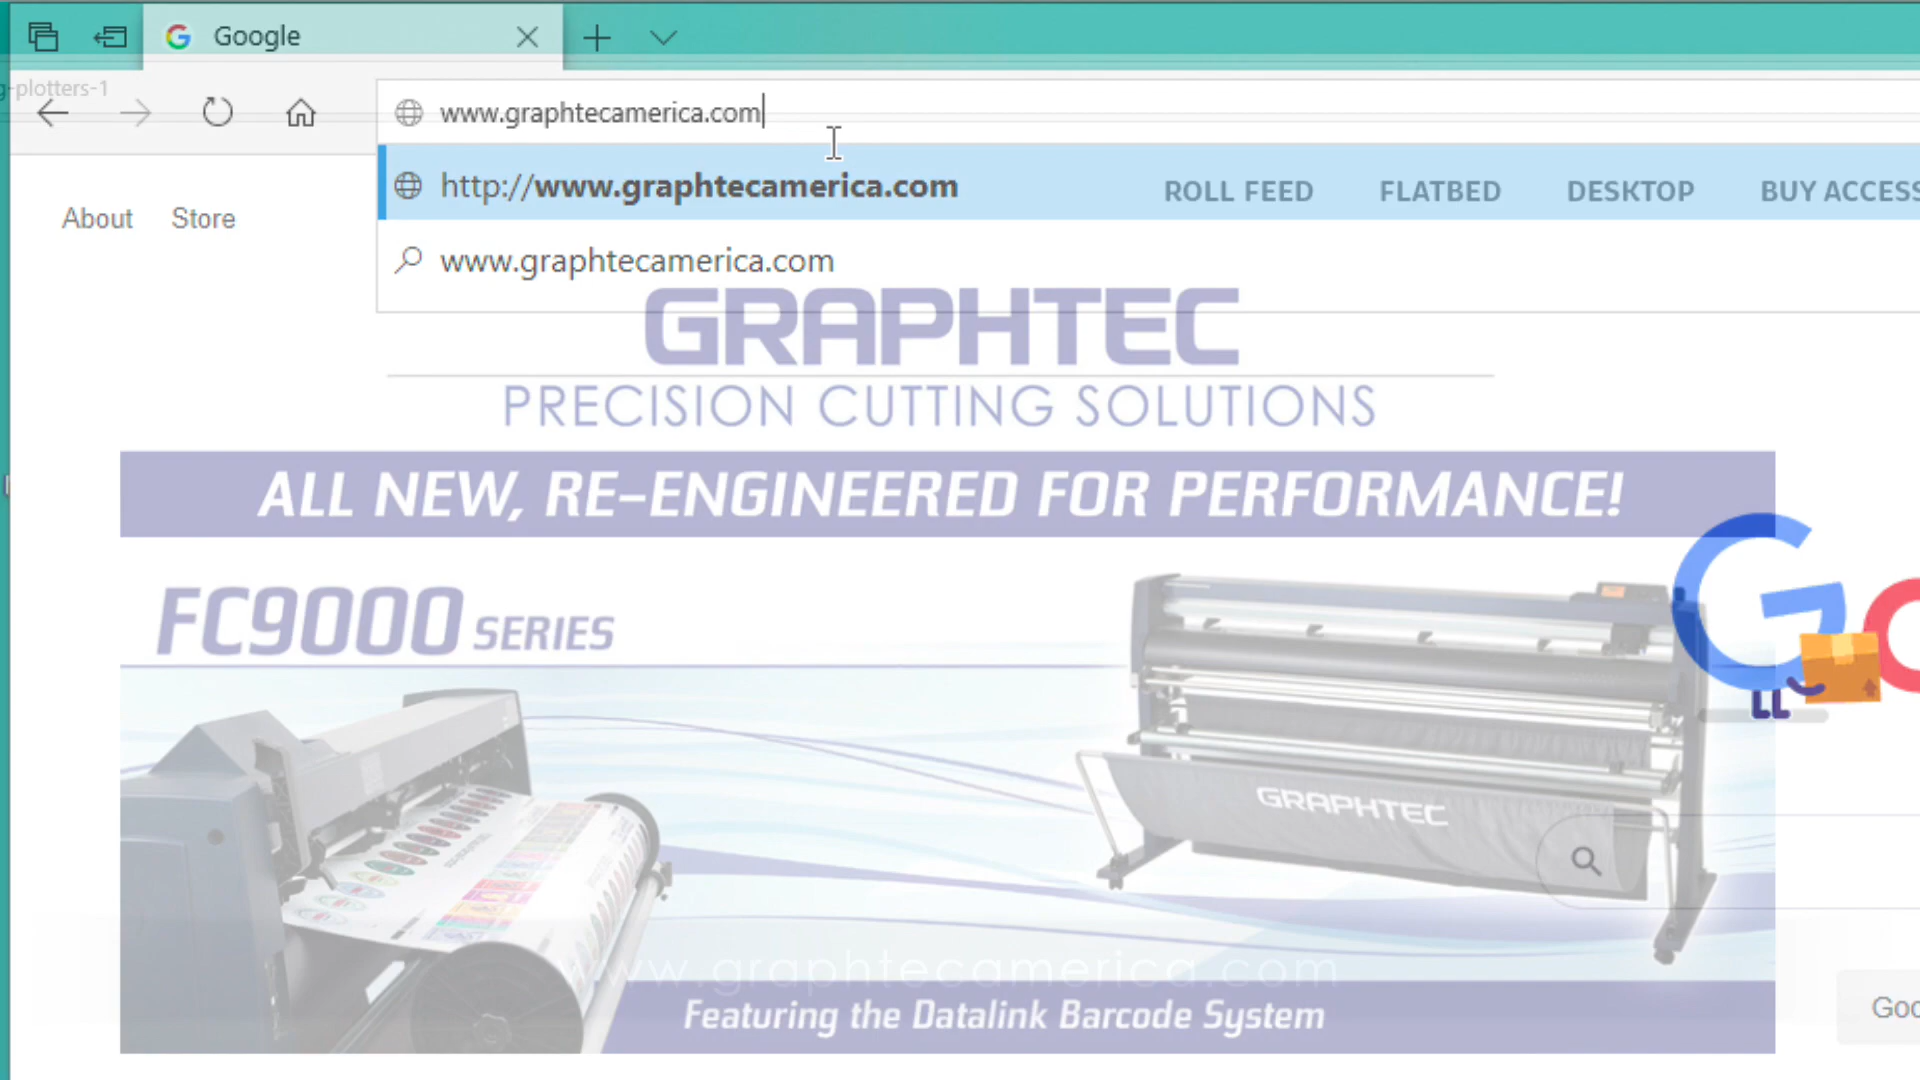 Google
g-plotters-1
www.graphtecamerica.com
http://www.graphtecamerica.com
ROLL FEED FLATBED DESKTOP BUY ACCESS
About Store
www.graphtecamerica.com
GRAPHTEC
PRECISION CUTTING SOLUTIONS
ALL NEW, RE-ENGINEERED FOR PERFORMANCE!
FC9000 SERIES
GRAPHTEC
www.graphtecamerica.com
Goo
Featuring the Datalink Barcode System